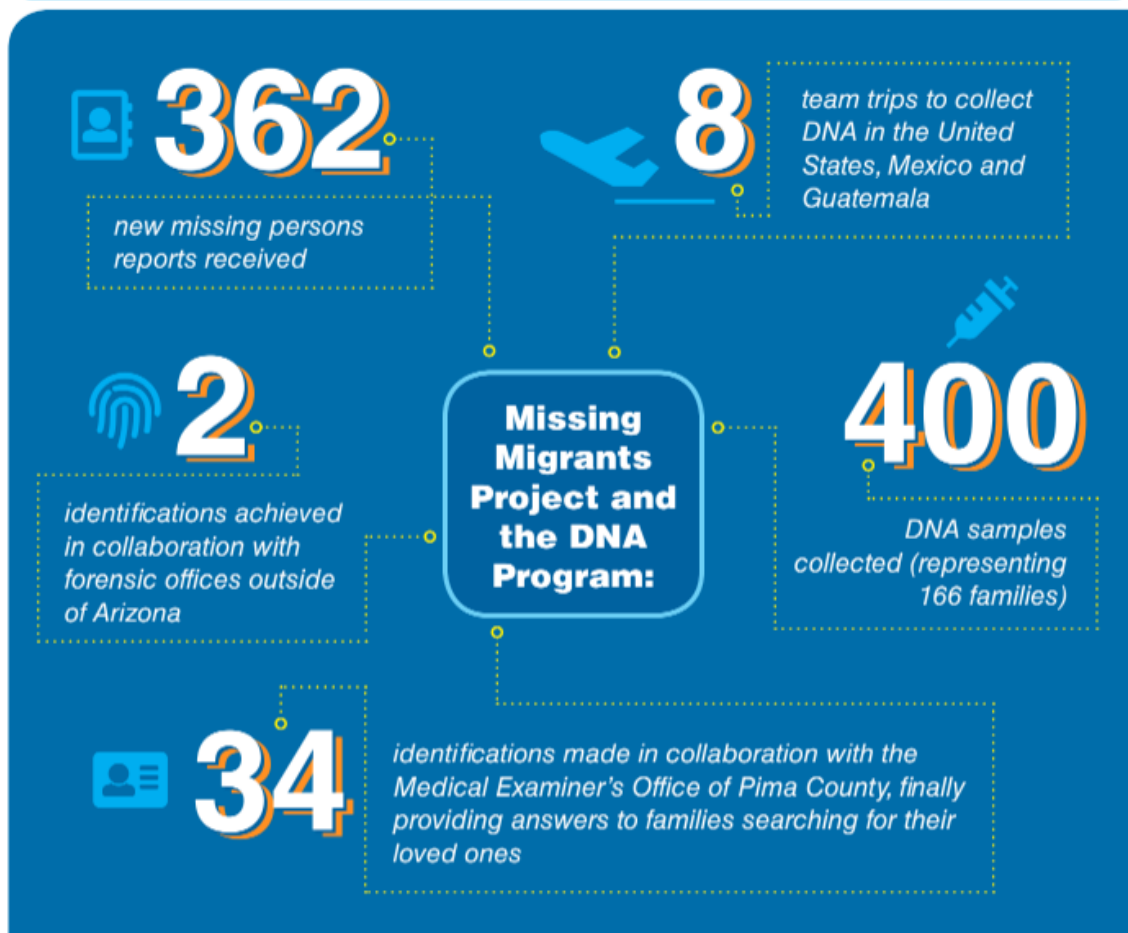 362
new missing persons
reports received
8
team trips to collect
DNA in the United
States, Mexico and
Guatemala
2
identifications achieved
in collaboration with
forensic offices outside
of Arizona
Missing
Migrants
Project and
the DNA
Program:
400
DNA samples
collected (representing
166 families)
34
identifications made in collaboration with the
Medical Examiner’s Office of Pima County, finally
providing answers to families searching for their
loved ones